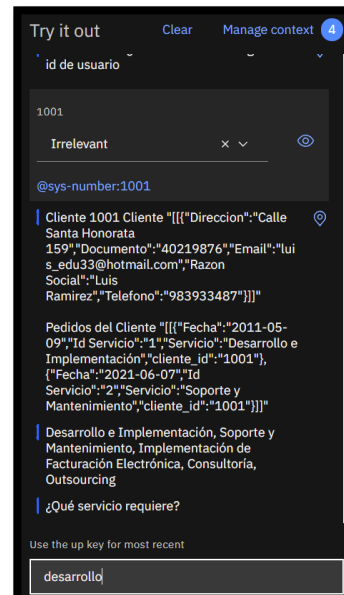 Try it out Clear Manage context 4
id de usuario
1001
Irrelevant
@sys-number:1001
Cliente 1001 Cliente "[[{"Direccion":"Calle
Santa Honorata
159","Documento":"40219876","Email":"lui
s_edu33@hotmail.com","Razon
Social":"Luis
Ramirez","Telefono":"983933487"}]]"
Pedidos del Cliente "[[{"Fecha":"2011-05-
09","Id Servicio":"1","Servicio":"Desarrollo e
Implementación","cliente_id":"1001"},
{"Fecha":"2021-06-07","Id
Servicio":"2","Servicio":"Soporte y
Mantenimiento","cliente_id":"1001"}]]"
Desarrollo e Implementación, Soporte y
Mantenimiento, Implementación de
Facturación Electrónica, Consultoría,
Outsourcing
¿Qué servicio requiere?
Use the up key for most recent
desarrollo